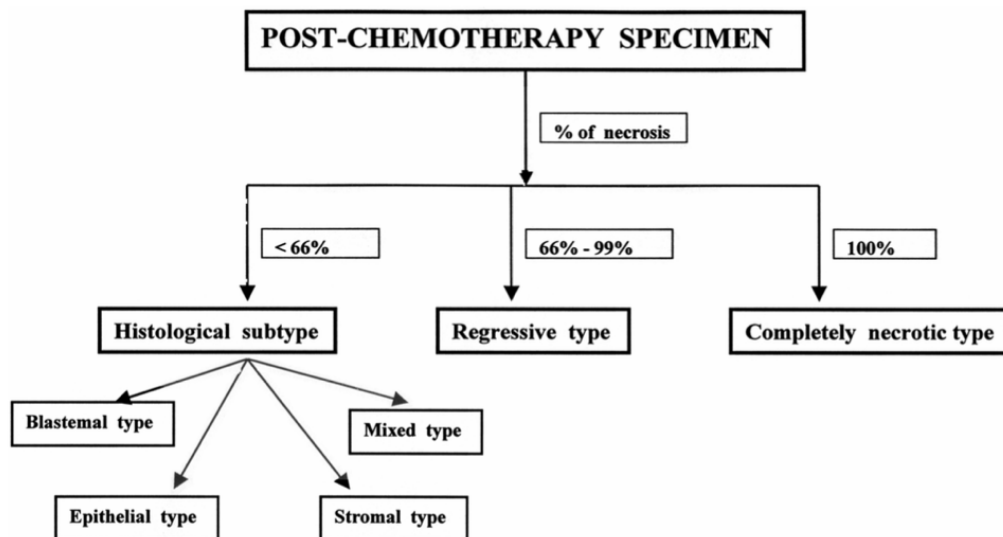 POST-CHEMOTHERAPY SPECIMEN
% of necrosis
< 66%
66% - 99%
100%
Histological subtype
Regressive type
Completely necrotic type
Blastemal type
Mixed type
Epithelial type
Stromal type